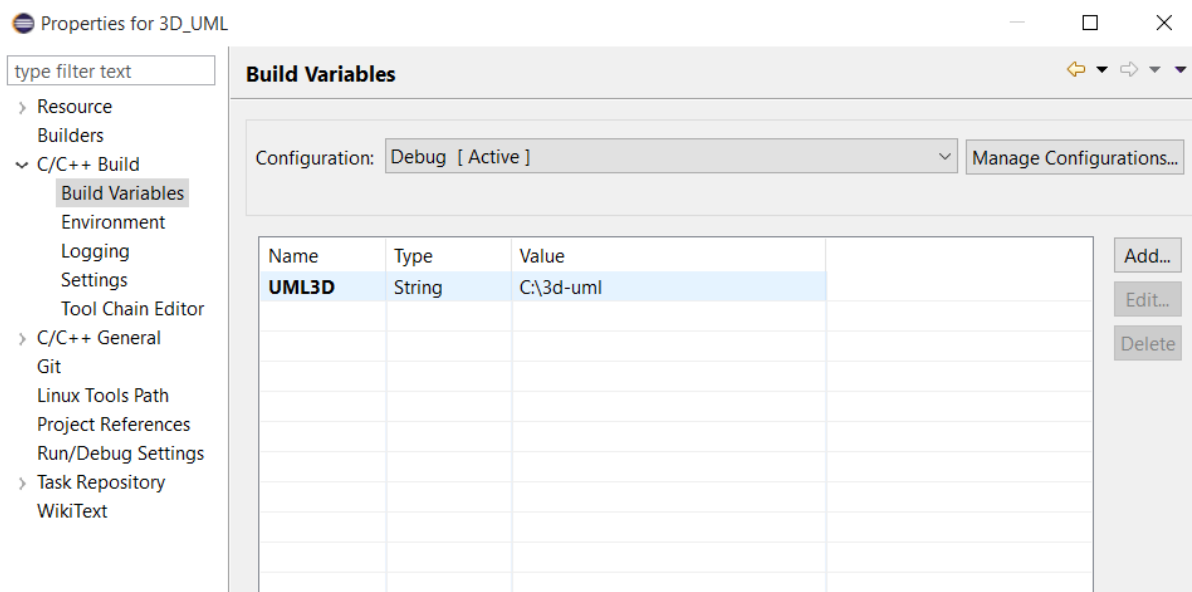 Properties for 3D_UML
type filter text
Resource
Builders
C/C++ Build
Build Variables
Environment
Logging
Settings
Tool Chain Editor
C/C++ General
Git
Linux Tools Path
Project References
Run/Debug Settings
Task Repository
WikiText
Build Variables
Configuration: Debug [ Active ] Manage Configurations...
Name Type Value
UML3D String C:\3d-uml
Add...
Edit...
Delete